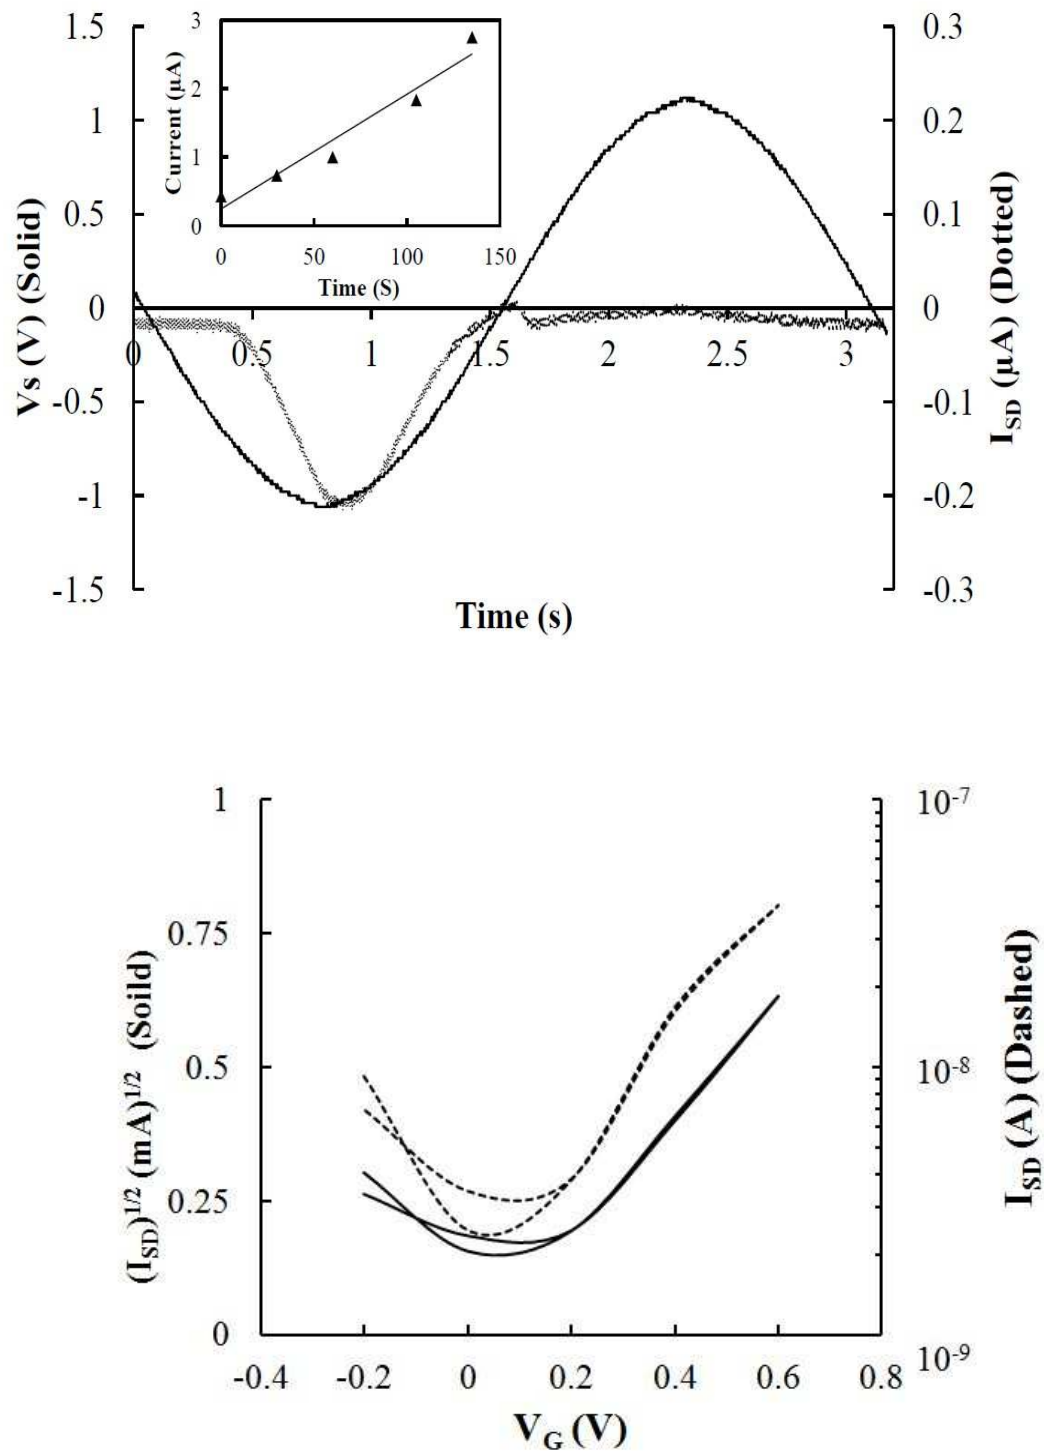 1.5
1
0.5
0
-0.5
-1
-1.5
Vs (V) (Solid)
3
2
1
0
Current (µA)
0 50 100 150
Time (S)
0 0.5 1 1.5 2 2.5 3
Time (s)
0.3
0.2
0.1
0
-0.1
-0.2
-0.3
I_SD (µA) (Dotted)
1
0.75
0.5
0.25
0
(I_SD)^1/2 (mA)^1/2 (Soild)
10^-7
10^-8
10^-9
I_SD (A) (Dashed)
-0.4 -0.2 0 0.2 0.4 0.6 0.8
V_G (V)